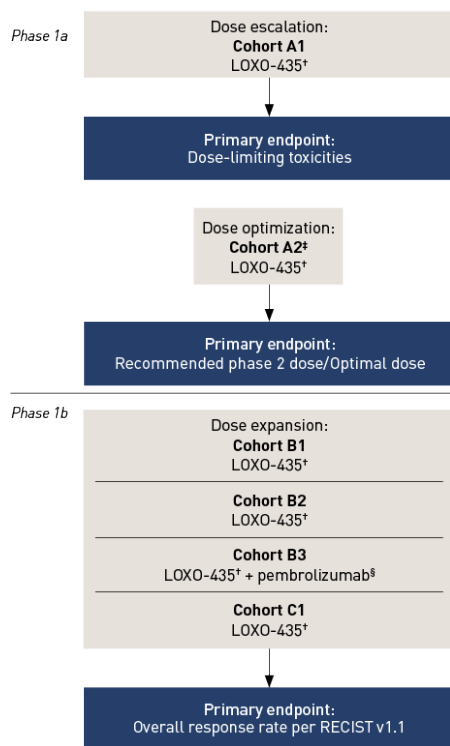 Phase 1a
Dose escalation:
Cohort A1
LOXO-435†
Primary endpoint:
Dose-limiting toxicities
Dose optimization:
Cohort A2‡
LOXO-435†
Primary endpoint:
Recommended phase 2 dose/Optimal dose
Phase 1b
Dose expansion:
Cohort B1
LOXO-435†
Cohort B2
LOXO-435†
Cohort B3
LOXO-435† + pembrolizumab§
Cohort C1
LOXO-435†
Primary endpoint:
Overall response rate per RECIST v1.1